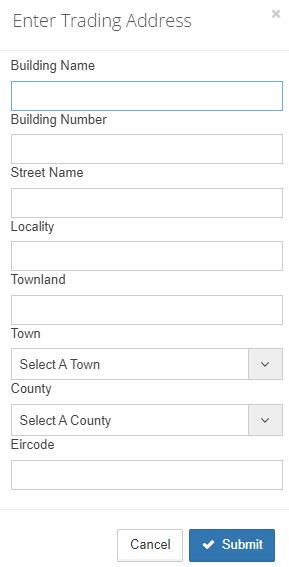 Enter Trading Address
Building Name
Building Number
Street Name
Locality
Townland
Town
Select A Town
County
Select A County
Eircode
Cancel
Submit